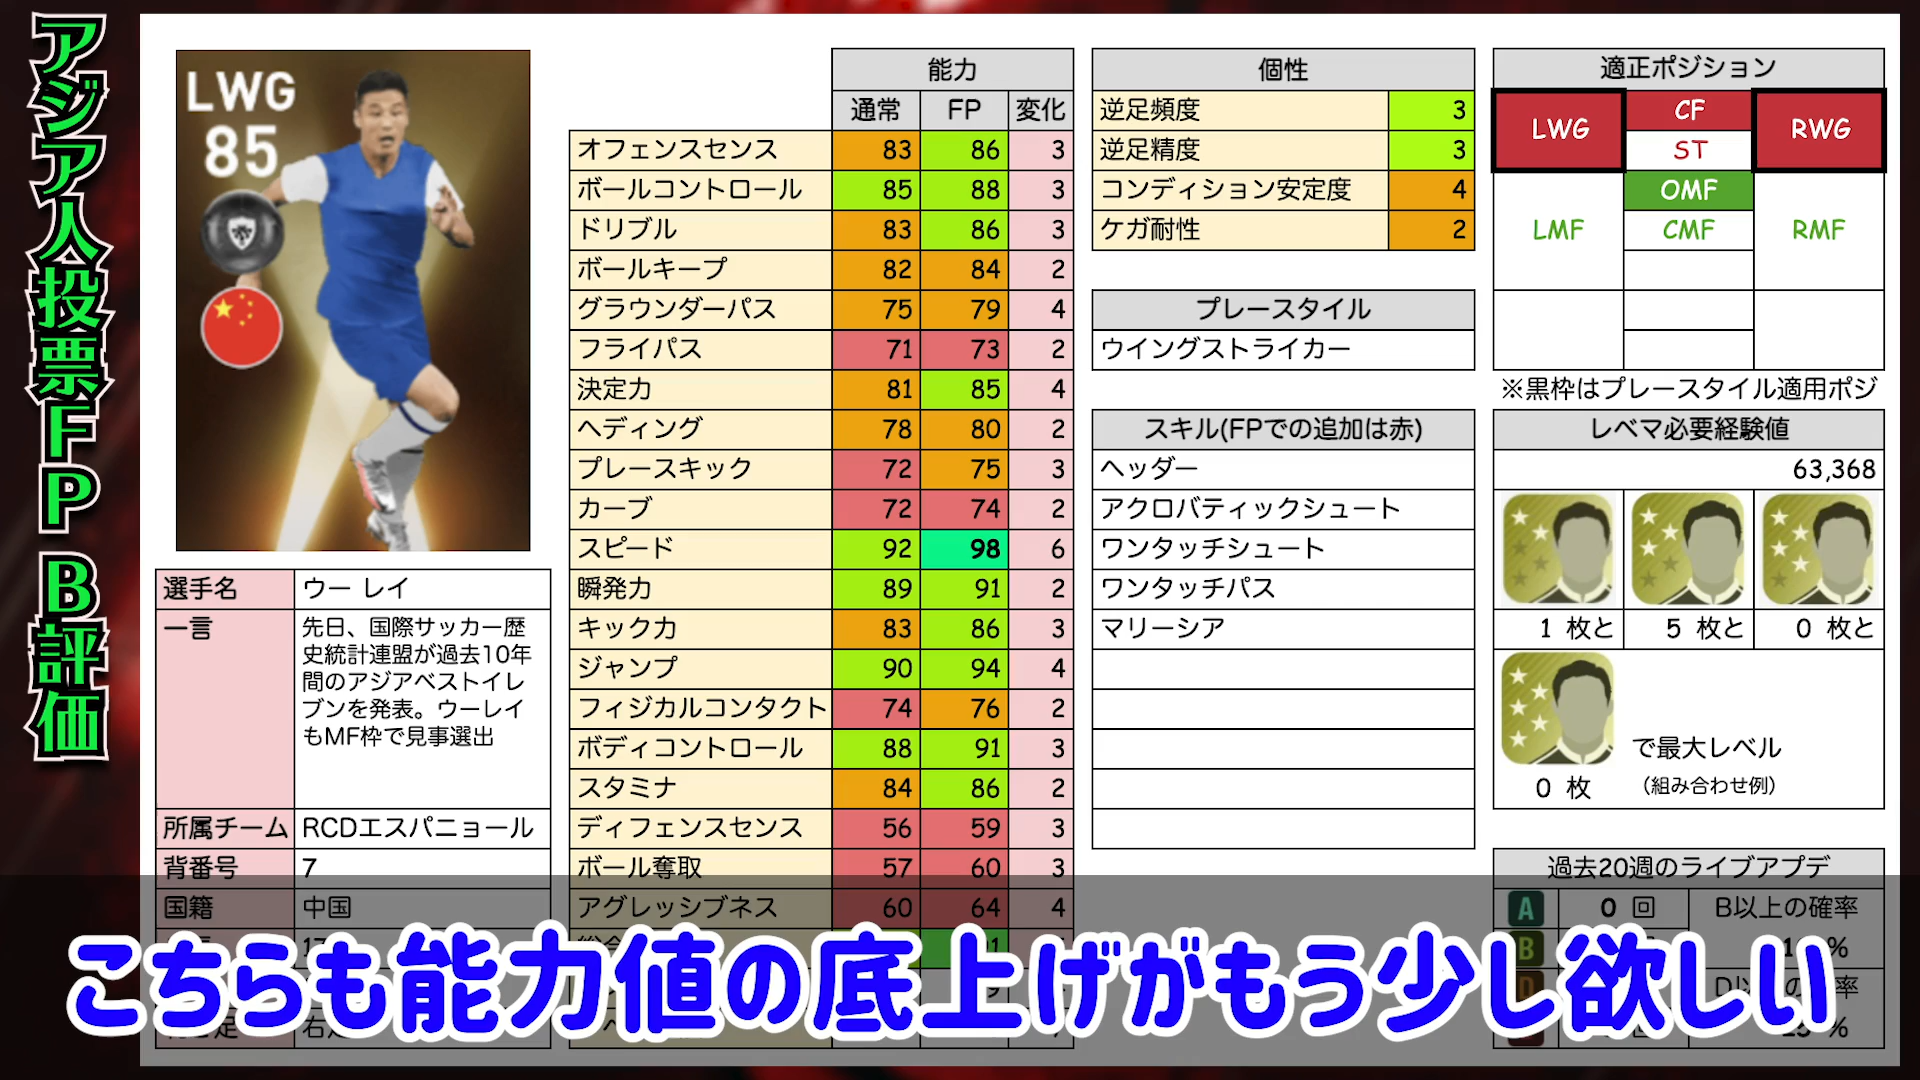 アジア人投票FP B評価
LWG
85
選手名 ウー レイ
一言 先日、国際サッカー歴
史統計連盟が過去10年
間のアジアベストイレ
ブンを発表。ウーレイ
もMF枠で見事選出
所属チーム RCDエスパニョール
背番号 7
国籍 中国
能力
通常 FP 変化
オフェンスセンス 83 86 3
ボールコントロール 85 88 3
ドリブル 83 86 3
ボールキープ 82 84 2
グラウンダーパス 75 79 4
フライパス 71 73 2
決定力 81 85 4
ヘディング 78 80 2
プレースキック 72 75 3
カーブ 72 74 2
スピード 92 98 6
瞬発力 89 91 2
キック力 83 86 3
ジャンプ 90 94 4
フィジカルコンタクト 74 76 2
ボディコントロール 88 91 3
スタミナ 84 86 2
ディフェンスセンス 56 59 3
ボール奪取 57 60 3
アグレッシブネス 60 64 4
個性
逆足頻度 3
逆足精度 3
コンディション安定度 4
ケガ耐性 2
プレースタイル
ウイングストライカー
スキル(FPでの追加は赤)
ヘッダー
アクロバティックシュート
ワンタッチシュート
ワンタッチパス
マリーシア
適正ポジション
LWG CF RWG
ST
OMF
LMF CMF RMF
※黒枠はプレースタイル適用ポジ
レベマ必要経験値
63,368
1 枚と 5 枚と 0 枚と
で最大レベル
0 枚 (組み合わせ例)
過去20週のライブアプデ
A 0 回 B以上の確率
B %
こちらも能力値の底上げがもう少し欲しい